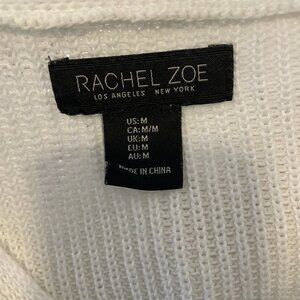 RACHEL ZOE
LOS ANGELES NEW YORK
US: M
CA: M/M
UK: M
EU: M
AU: M
MADE IN CHINA